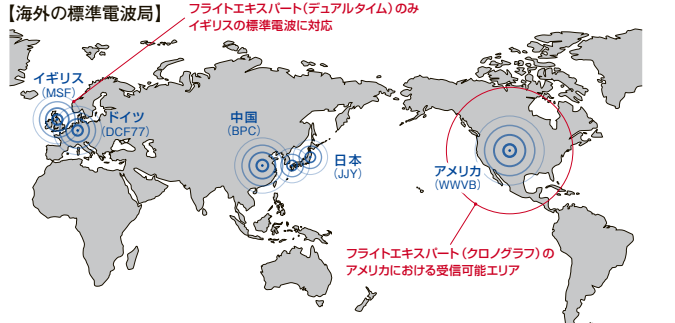 【海外の標準電波局】
フライトエキスパート（デュアルタイム）のみ
イギリスの標準電波に対応
イギリス
（MSF）
ドイツ
（DCF77）
中国
（BPC）
日本
（JJY）
アメリカ
（WWVB）
フライトエキスパート（クロノグラフ）の
アメリカにおける受信可能エリア